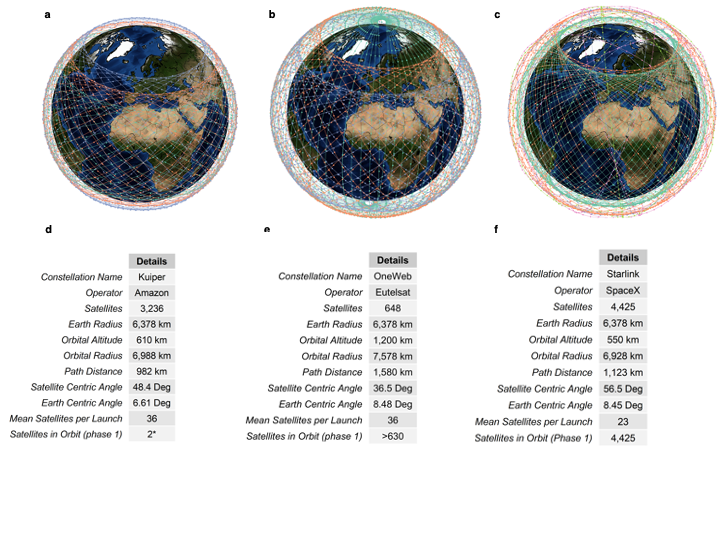 a
b
c
d
e
f
Details
Constellation Name Kuiper
Operator Amazon
Satellites 3,236
Earth Radius 6,378 km
Orbital Altitude 610 km
Orbital Radius 6,988 km
Path Distance 982 km
Satellite Centric Angle 48.4 Deg
Earth Centric Angle 6.61 Deg
Mean Satellites per Launch 36
Satellites in Orbit (phase 1) 2*
Details
Constellation Name OneWeb
Operator Eutelsat
Satellites 648
Earth Radius 6,378 km
Orbital Altitude 1,200 km
Orbital Radius 7,578 km
Path Distance 1,580 km
Satellite Centric Angle 36.5 Deg
Earth Centric Angle 8.48 Deg
Mean Satellites per Launch 36
Satellites in Orbit (phase 1) >630
Details
Constellation Name Starlink
Operator SpaceX
Satellites 4,425
Earth Radius 6,378 km
Orbital Altitude 550 km
Orbital Radius 6,928 km
Path Distance 1,123 km
Satellite Centric Angle 56.5 Deg
Earth Centric Angle 8.45 Deg
Mean Satellites per Launch 23
Satellites in Orbit (Phase 1) 4,425